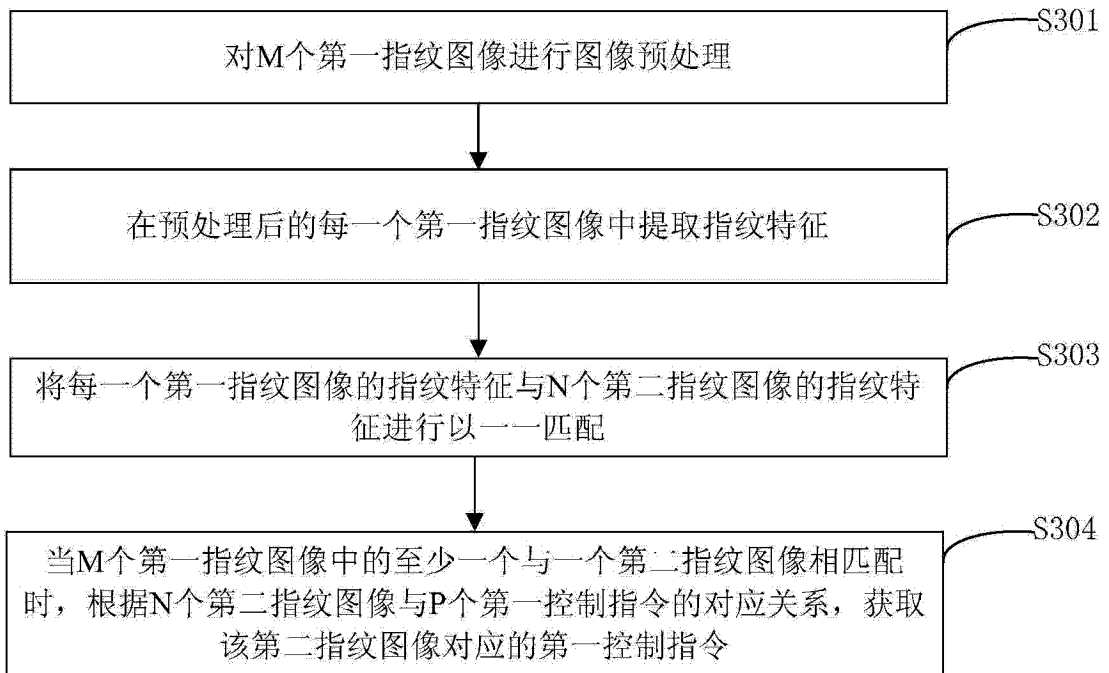 对M个第一指纹图像进行图像预处理
S301
在预处理后的每一个第一指纹图像中提取指纹特征
S302
将每一个第一指纹图像的指纹特征与N个第二指纹图像的指纹特
征进行以一一匹配
S303
当M个第一指纹图像中的至少一个与一个第二指纹图像相匹配
时，根据N个第二指纹图像与P个第一控制指令的对应关系，获取
该第二指纹图像对应的第一控制指令
S304